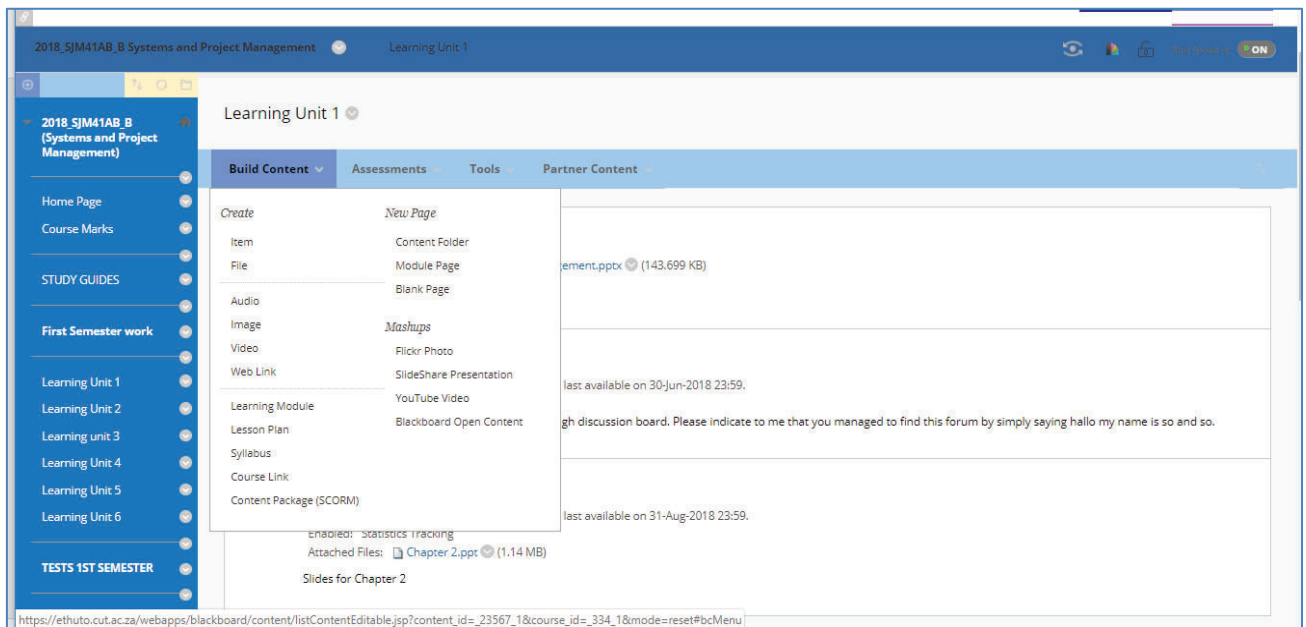 2018_SJM41AB_B Systems and Project Management Learning Unit 1
ON
2018_SJM41AB_B
(Systems and Project
Management)
Home Page
Course Marks
STUDY GUIDES
First Semester work
Learning Unit 1
Learning Unit 2
Learning unit 3
Learning Unit 4
Learning Unit 5
Learning Unit 6
TESTS 1ST SEMESTER
Learning Unit 1
Build Content Assessments Tools Partner Content
Create
Item
File
Audio
Image
Video
Web Link
Learning Module
Lesson Plan
Syllabus
Course Link
Content Package (SCORM)
New Page
Content Folder
Module Page
Blank Page
Mashups
Flickr Photo
SlideShare Presentation
YouTube Video
Blackboard Open Content
ement.pptx (143.699 KB)
last available on 30-Jun-2018 23:59.
gh discussion board. Please indicate to me that you managed to find this forum by simply saying hallo my name is so and so.
last available on 31-Aug-2018 23:59.
Enabled: Statistics Tracking
Attached Files: Chapter 2.ppt (1.14 MB)
Slides for Chapter 2
https://ethuto.cut.ac.za/webapps/blackboard/content/listContentEditable.jsp?content_id=_23567_1&course_id=_334_1&mode=reset#bcMenu